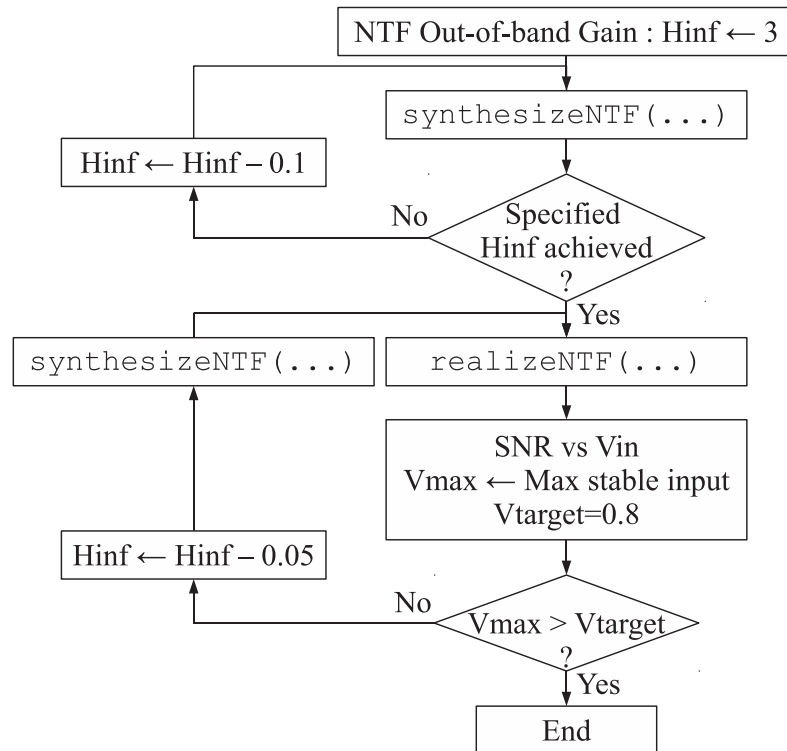 NTF Out-of-band Gain : Hinf ← 3
synthesizeNTF(...)
Hinf ← Hinf – 0.1
No
Specified
Hinf achieved
?
Yes
synthesizeNTF(...)
realizeNTF(...)
SNR vs Vin
Vmax ← Max stable input
Vtarget=0.8
Hinf ← Hinf – 0.05
No
Vmax > Vtarget
?
Yes
End